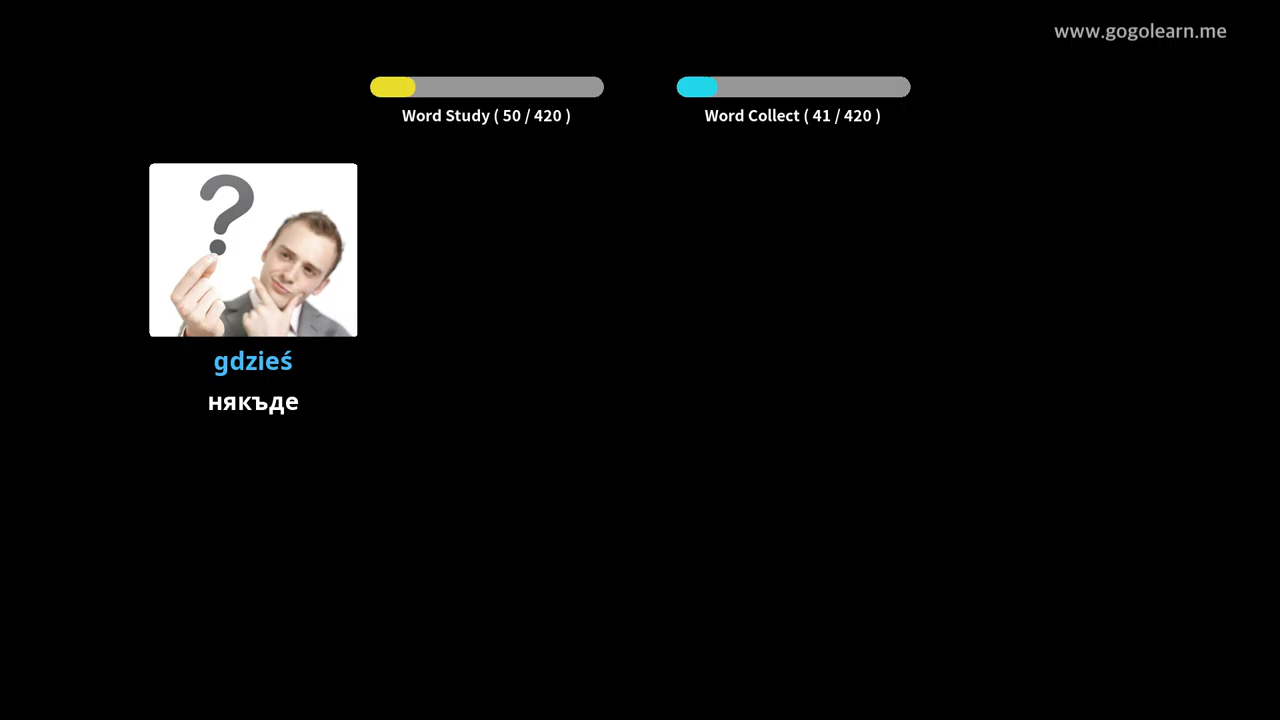 www.gogolearn.me
Word Study ( 50 / 420 )
Word Collect ( 41 / 420 )
?
gdzieś
някъде